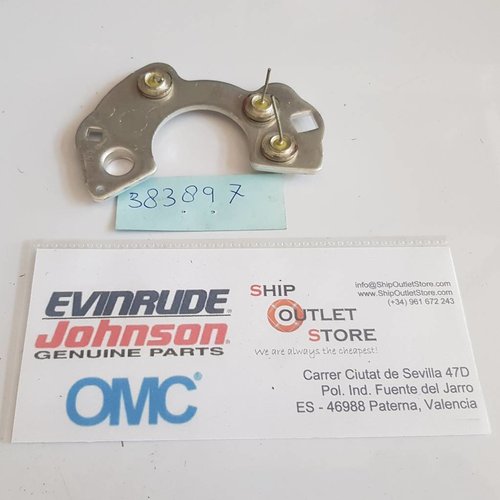 383897
EVINRUDE®
Johnson®
GENUINE PARTS
OMC®
SHIP
OUTLET
STORE
We are always the cheapest!
info@ShipOutletStore.com
www.ShipOutletStore.com
(+34) 961 672 243
Carrer Ciutat de Sevilla 47D
Pol. Ind. Fuente del Jarro
ES - 46988 Paterna, Valencia